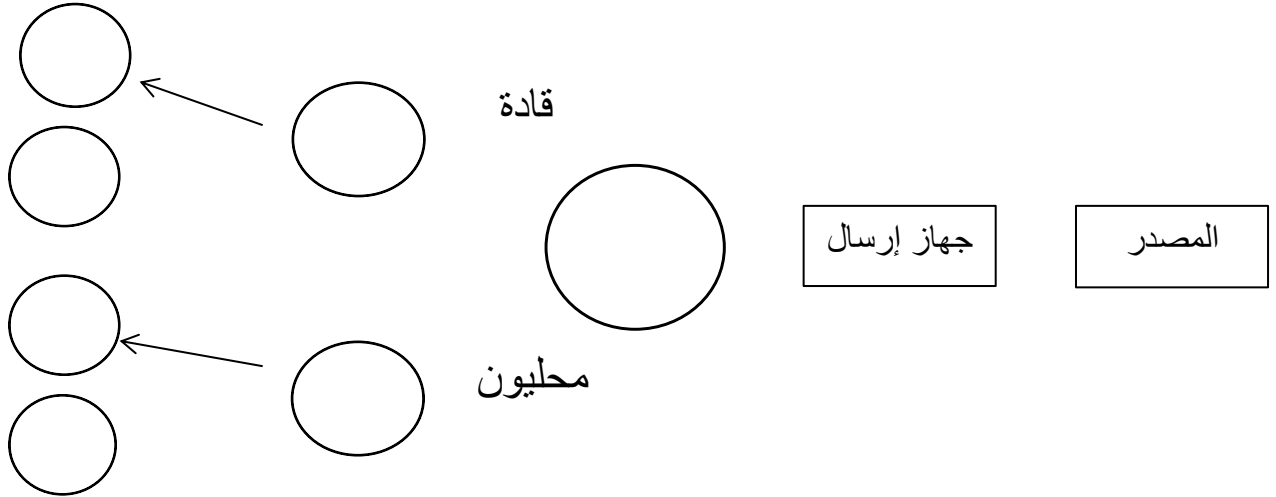 المصدر
جهاز إرسال
قادة
محليون